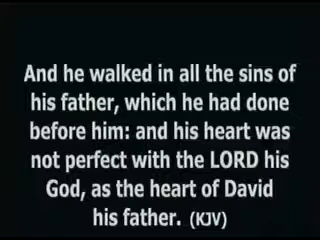 And he walked in all the sins of
his father, which he had done
before him: and his heart was
not perfect with the LORD his
God, as the heart of David
his father. (KJV)